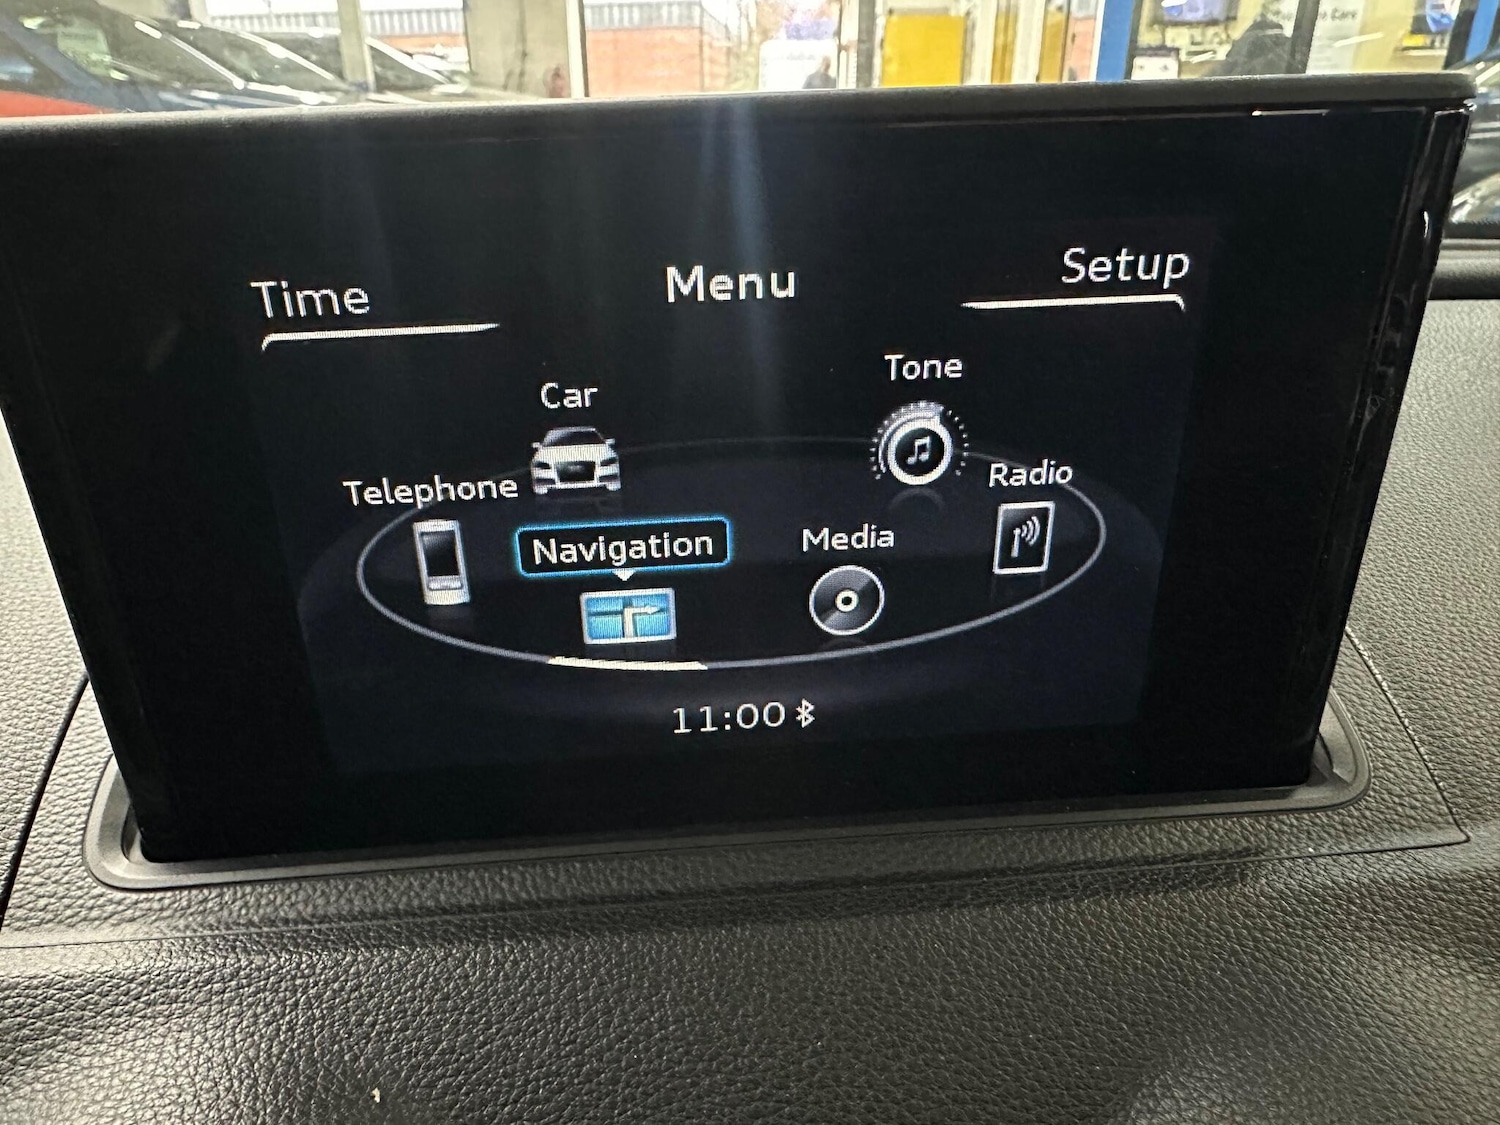 Time
Menu
Setup
Car
Tone
Telephone
Radio
Navigation
Media
11:00